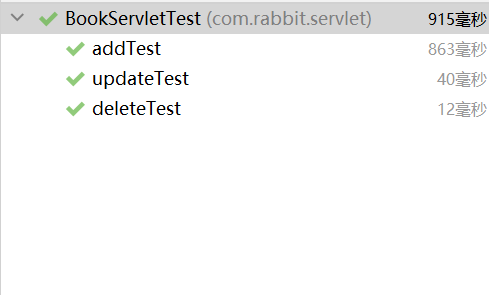 BookServletTest (com.rabbit.servlet) 915毫秒
addTest 863毫秒
updateTest 40毫秒
deleteTest 12毫秒